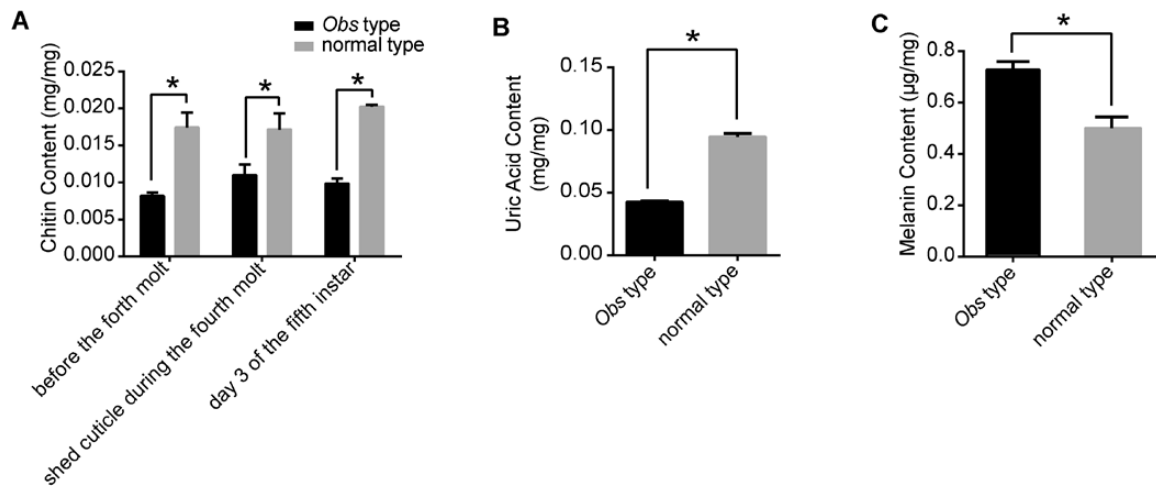 A
Obs type
normal type
Chitin Content (mg/mg)
0.025
0.020
0.015
0.010
0.005
0.000
*
*
*
before the forth molt
shed cuticle during the fourth molt
day 3 of the fifth instar
B
Uric Acid Content
(mg/mg)
0.15
0.10
0.05
0.00
*
Obs type
normal type
C
Melanin Content (μg/mg)
0.8
0.6
0.4
0.2
0.0
*
Obs type
normal type